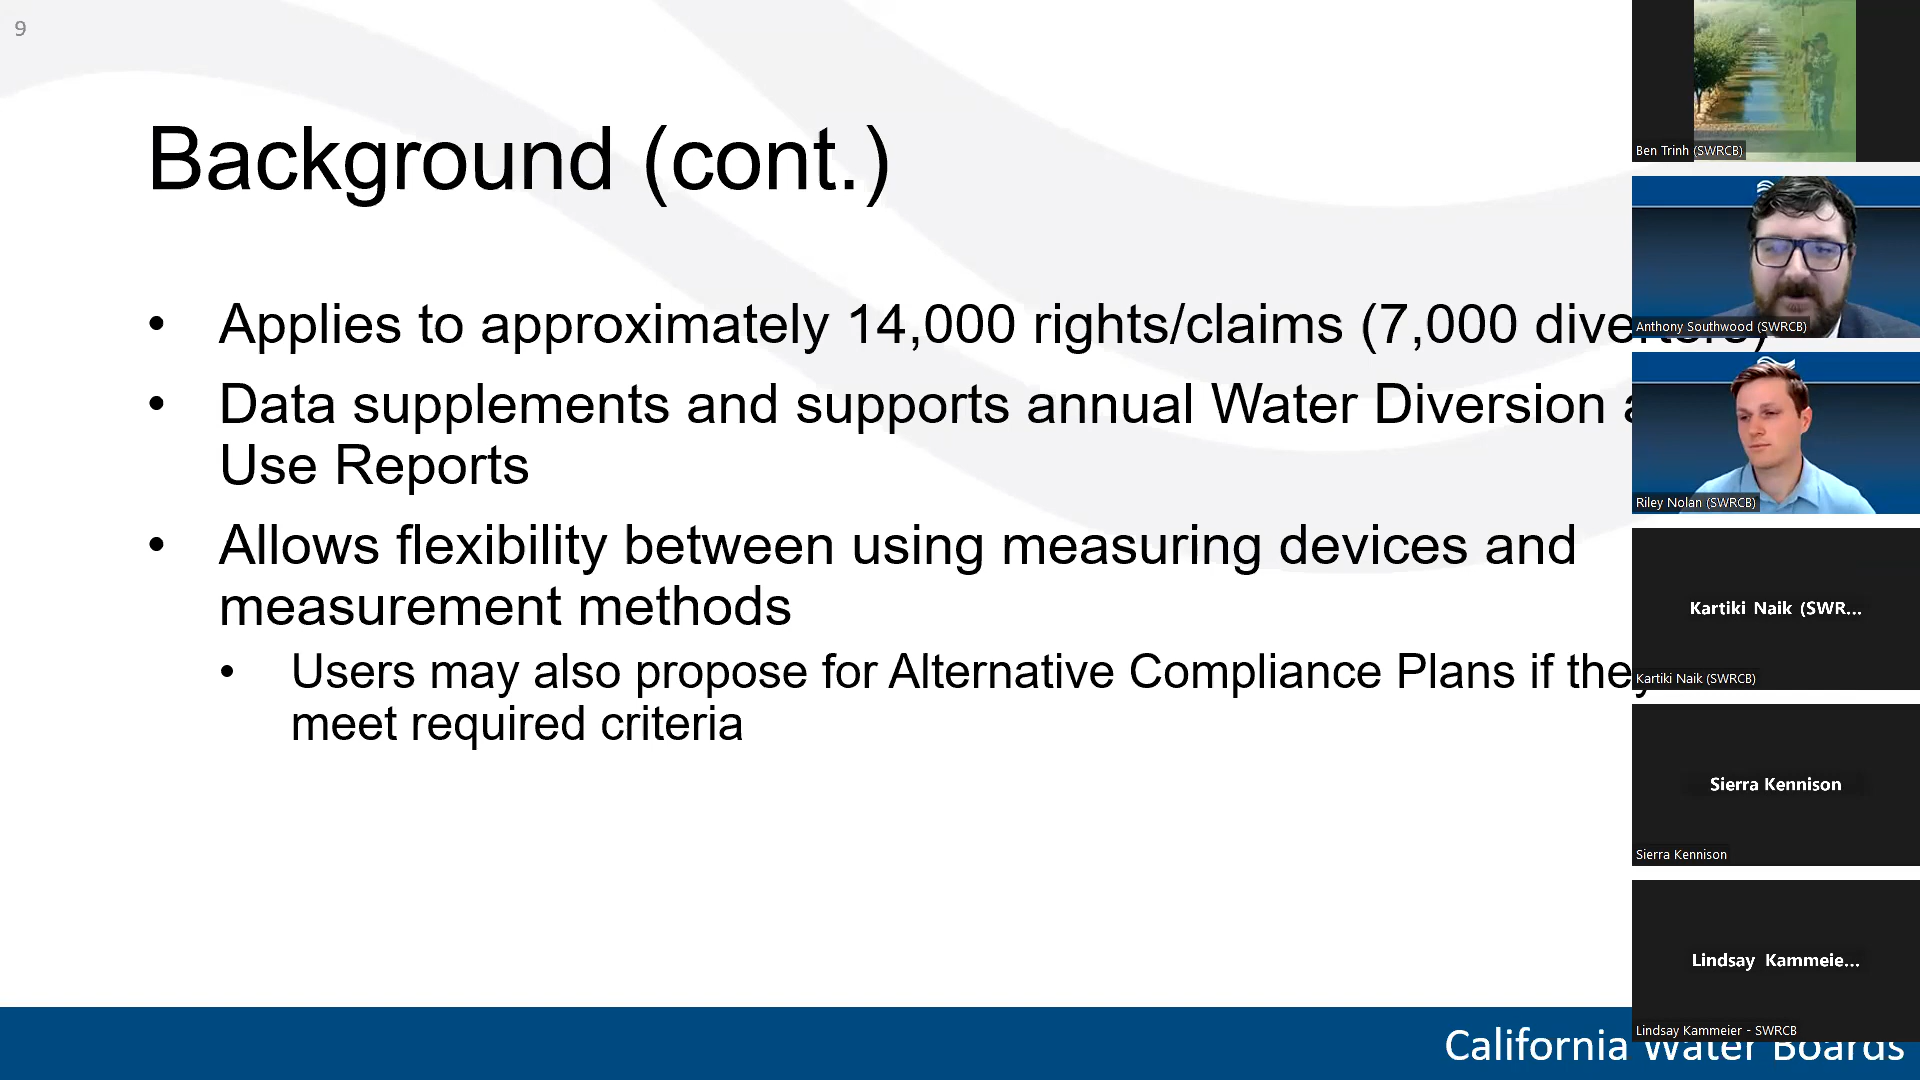 9
Background (cont.)
• Applies to approximately 14,000 rights/claims (7,000 diverters)
• Data supplements and supports annual Water Diversion a
Use Reports
• Allows flexibility between using measuring devices and
measurement methods
• Users may also propose for Alternative Compliance Plans if they
meet required criteria
California Water Boards
Ben Trinh (SWRCB)
Anthony Southwood (SWRCB)
Riley Nolan (SWRCB)
Kartiki Naik (SWR...
Kartiki Naik (SWRCB)
Sierra Kennison
Sierra Kennison
Lindsay Kammeie...
Lindsay Kammeier - SWRCB